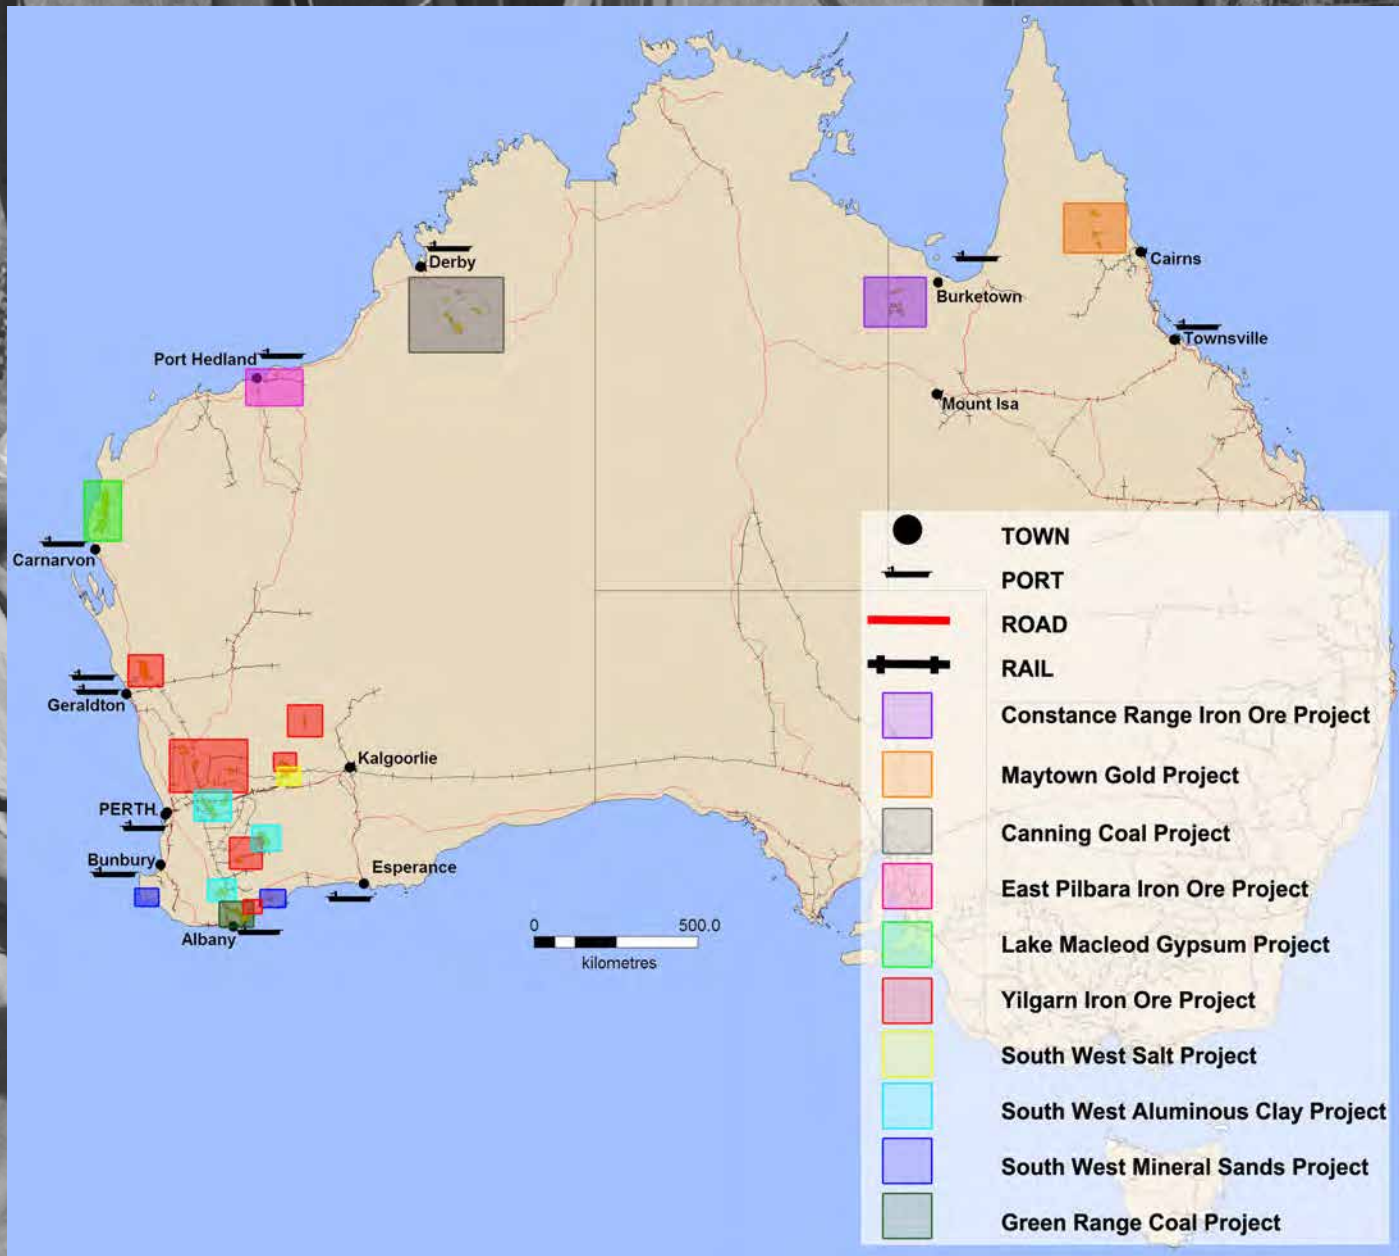 Derby
Cairns
Burketown
Port Hedland
Townsville
Mount Isa
Carnarvon
Geraldton
Kalgoorlie
PERTH
Bunbury
Esperance
Albany
0 500.0
kilometres
TOWN
PORT
ROAD
RAIL
Constance Range Iron Ore Project
Maytown Gold Project
Canning Coal Project
East Pilbara Iron Ore Project
Lake Macleod Gypsum Project
Yilgarn Iron Ore Project
South West Salt Project
South West Aluminous Clay Project
South West Mineral Sands Project
Green Range Coal Project